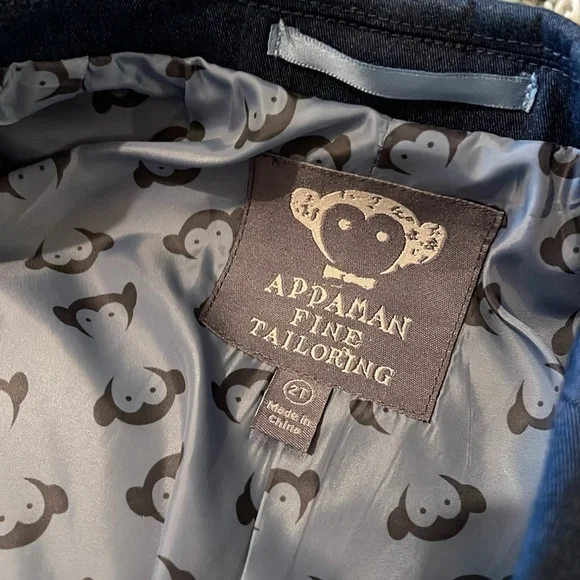 APPAMAN
FINE
TAILORING
2T
Made in
China